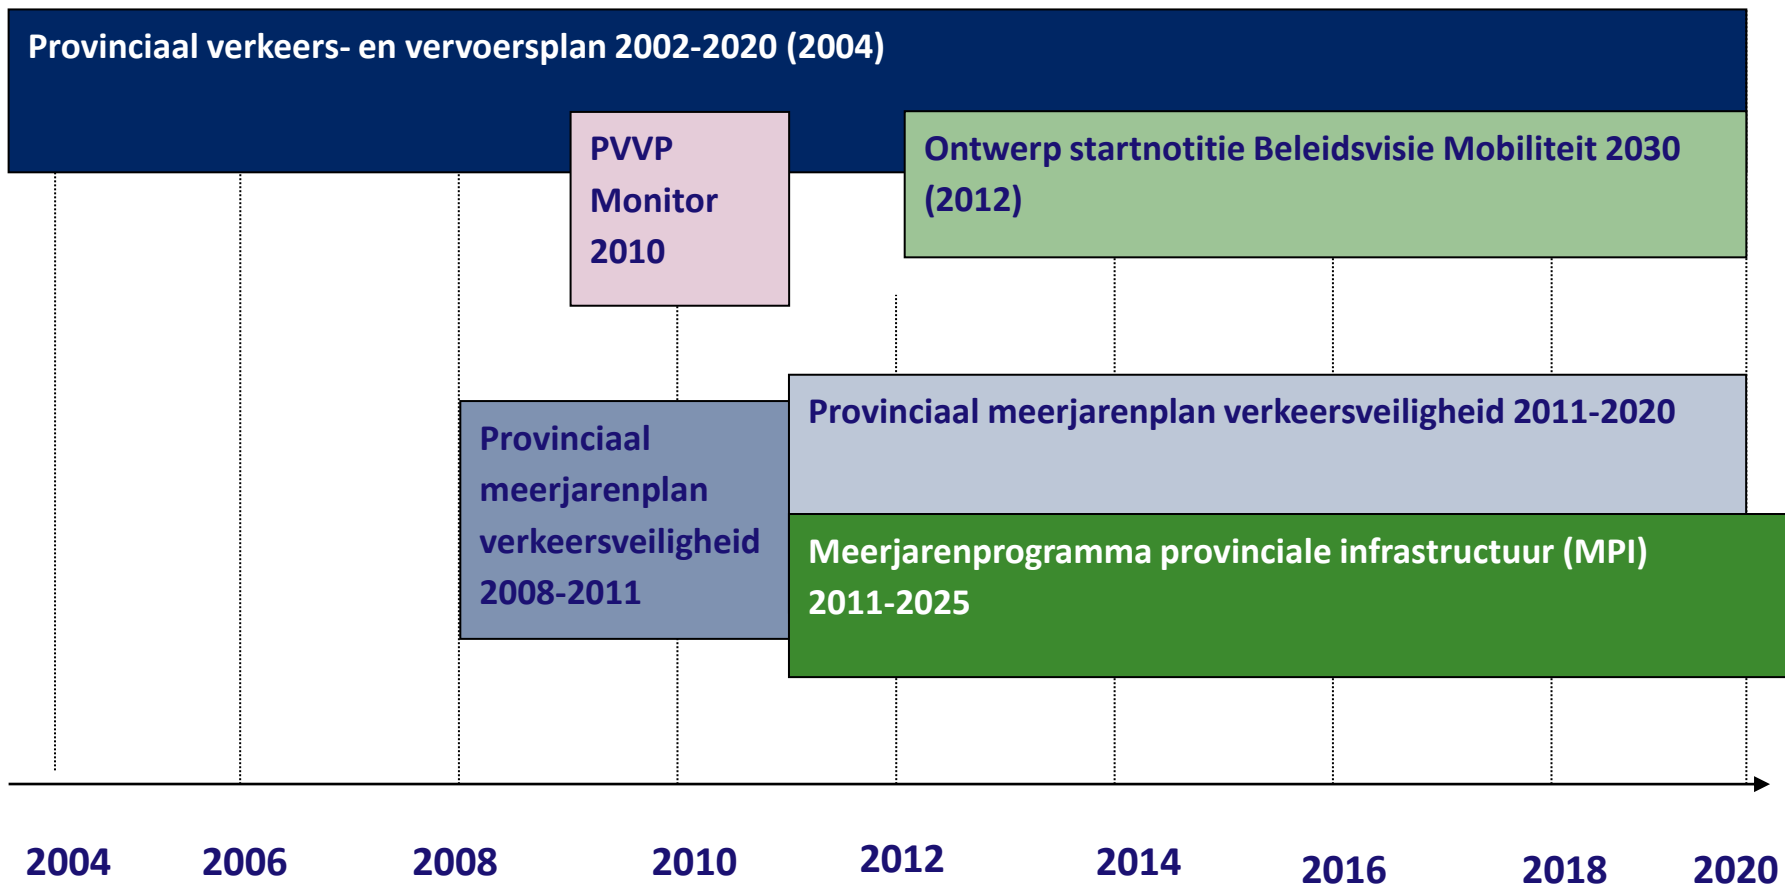 Provinciaal verkeers- en vervoersplan 2002-2020 (2004)
PVVP
Monitor
2010
Ontwerp startnotitie Beleidsvisie Mobiliteit 2030
(2012)
Provinciaal
meerjarenplan
verkeersveiligheid
2008-2011
Provinciaal meerjarenplan verkeersveiligheid 2011-2020
Meerjarenprogramma provinciale infrastructuur (MPI)
2011-2025
2004 2006 2008 2010 2012 2014 2016 2018 2020